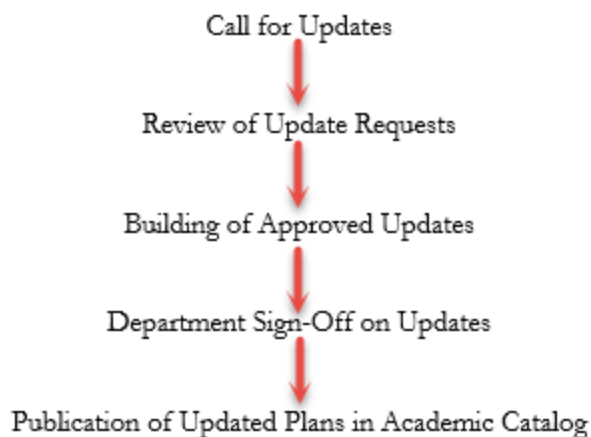 Call for Updates
Review of Update Requests
Building of Approved Updates
Department Sign-Off on Updates
Publication of Updated Plans in Academic Catalog